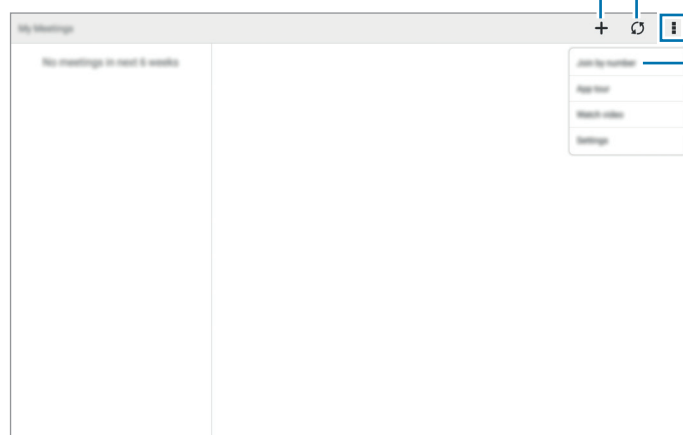 My Meetings
No meetings in next 6 weeks
Join by number
App tour
Watch video
Settings